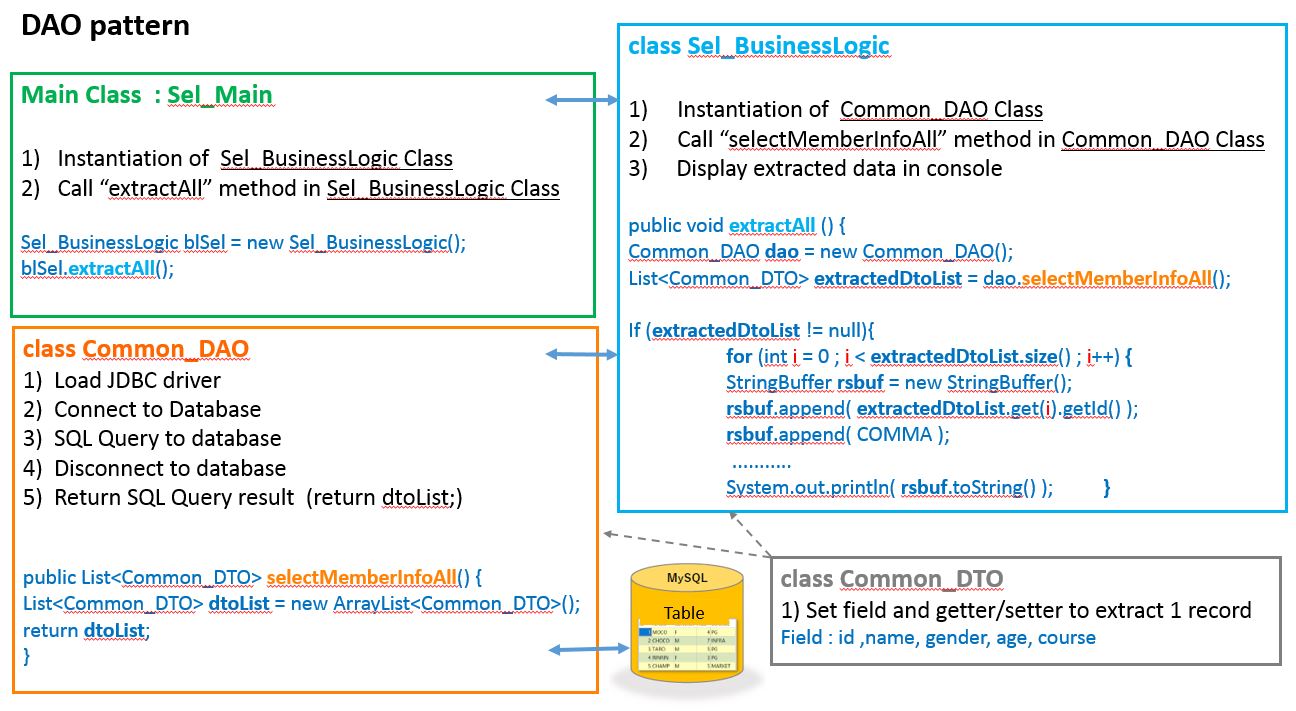 DAO pattern
Main Class : Sel_Main
1) Instantiation of Sel_BusinessLogic Class
2) Call “extractAll” method in Sel_BusinessLogic Class
Sel_BusinessLogic blSel = new Sel_BusinessLogic();
blSel.extractAll();
class Sel_BusinessLogic
1) Instantiation of Common_DAO Class
2) Call “selectMemberInfoAll” method in Common_DAO Class
3) Display extracted data in console
public void extractAll () {
Common_DAO dao = new Common_DAO();
List<Common_DTO> extractedDtoList = dao.selectMemberInfoAll();
If (extractedDtoList != null){
for (int i = 0 ; i < extractedDtoList.size() ; i++) {
StringBuffer rsbuf = new StringBuffer();
rsbuf.append( extractedDtoList.get(i).getId() );
rsbuf.append( COMMA );
...........
System.out.println( rsbuf.toString() ); }
class Common_DAO
1) Load JDBC driver
2) Connect to Database
3) SQL Query to database
4) Disconnect to database
5) Return SQL Query result (return dtoList;)
public List<Common_DTO> selectMemberInfoAll() {
List<Common_DTO> dtoList = new ArrayList<Common_DTO>();
return dtoList;
}
MySQL
Table
1 MOCO F 4 PG
2 CHOCO M 7 INFRA
3 TARO M 5 PG
4 RINRIN F 3 PG
5 CHAMP M 5 MARKET
class Common_DTO
1) Set field and getter/setter to extract 1 record
Field : id ,name, gender, age, course